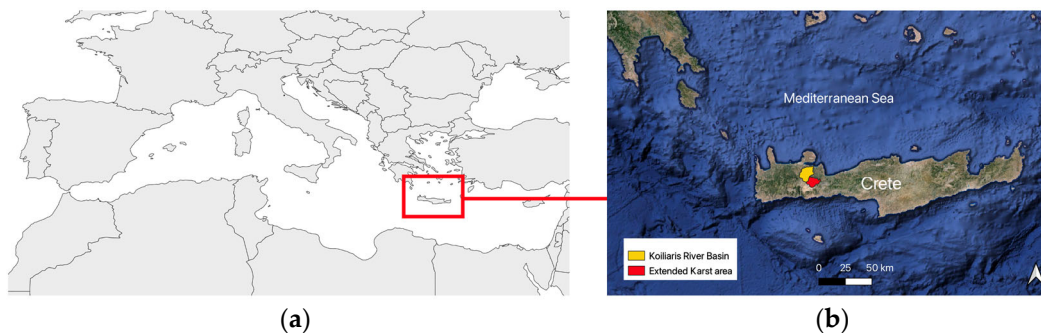 Mediterranean Sea
Crete
Koiliaris River Basin
Extended Karst area
0 25 50 km
(a)
(b)